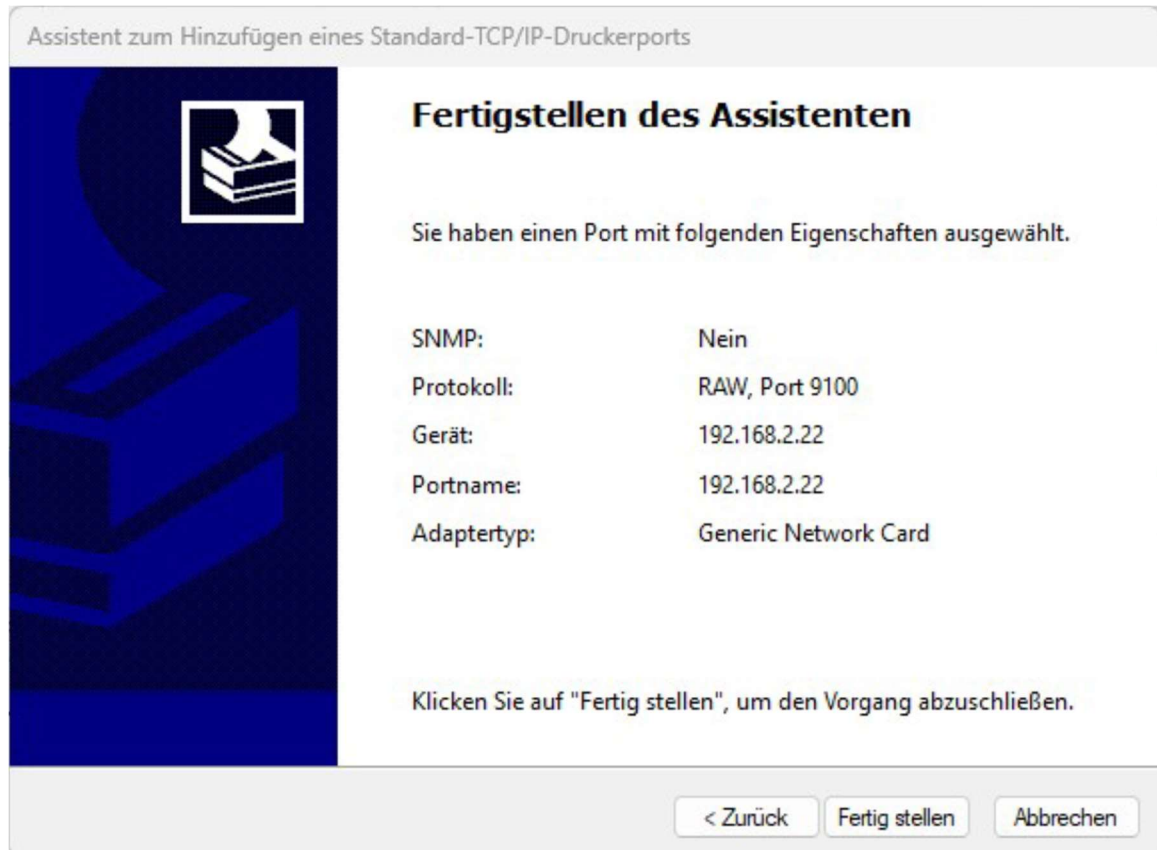 Assistent zum Hinzufügen eines Standard-TCP/IP-Druckerports
Fertigstellen des Assistenten
Sie haben einen Port mit folgenden Eigenschaften ausgewählt.
SNMP: Nein
Protokoll: RAW, Port 9100
Gerät: 192.168.2.22
Portname: 192.168.2.22
Adaptertyp: Generic Network Card
Klicken Sie auf "Fertig stellen", um den Vorgang abzuschließen.
< Zurück Fertig stellen Abbrechen